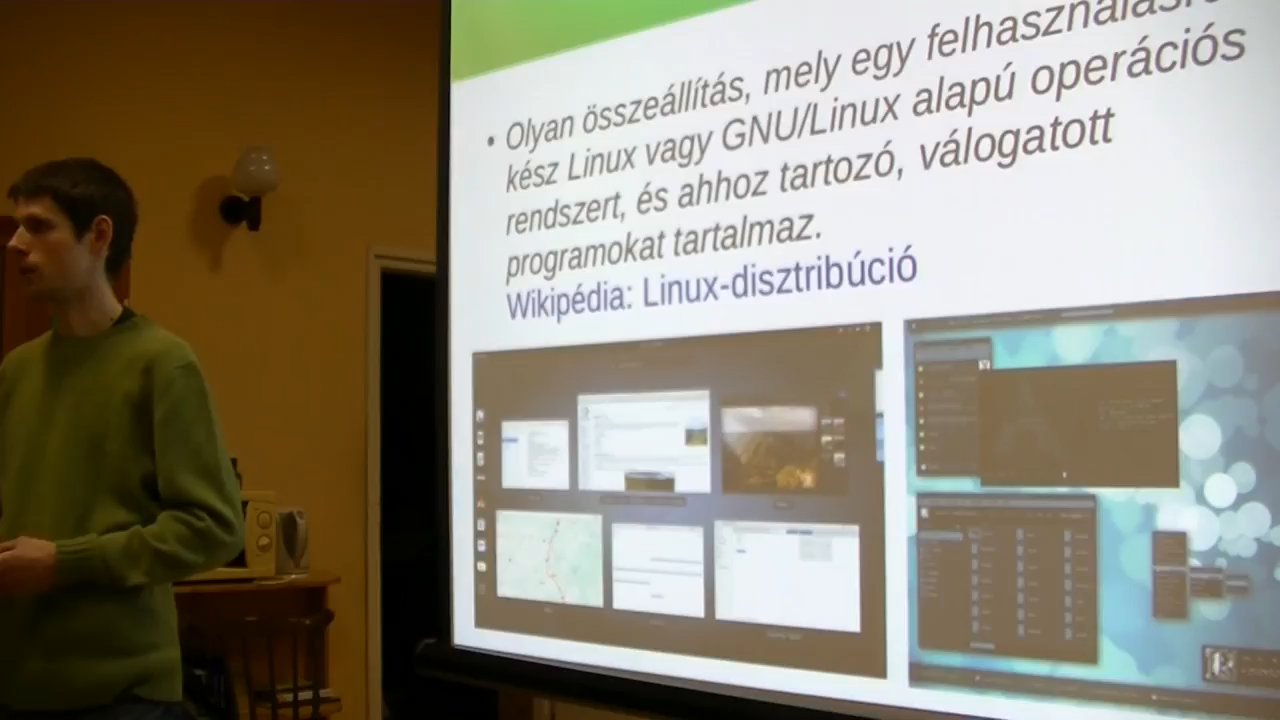 • Olyan összeállítás, mely egy felhasználásra
kész Linux vagy GNU/Linux alapú operációs
rendszert, és ahhoz tartozó, válogatott
programokat tartalmaz.
Wikipédia: Linux-disztribúció